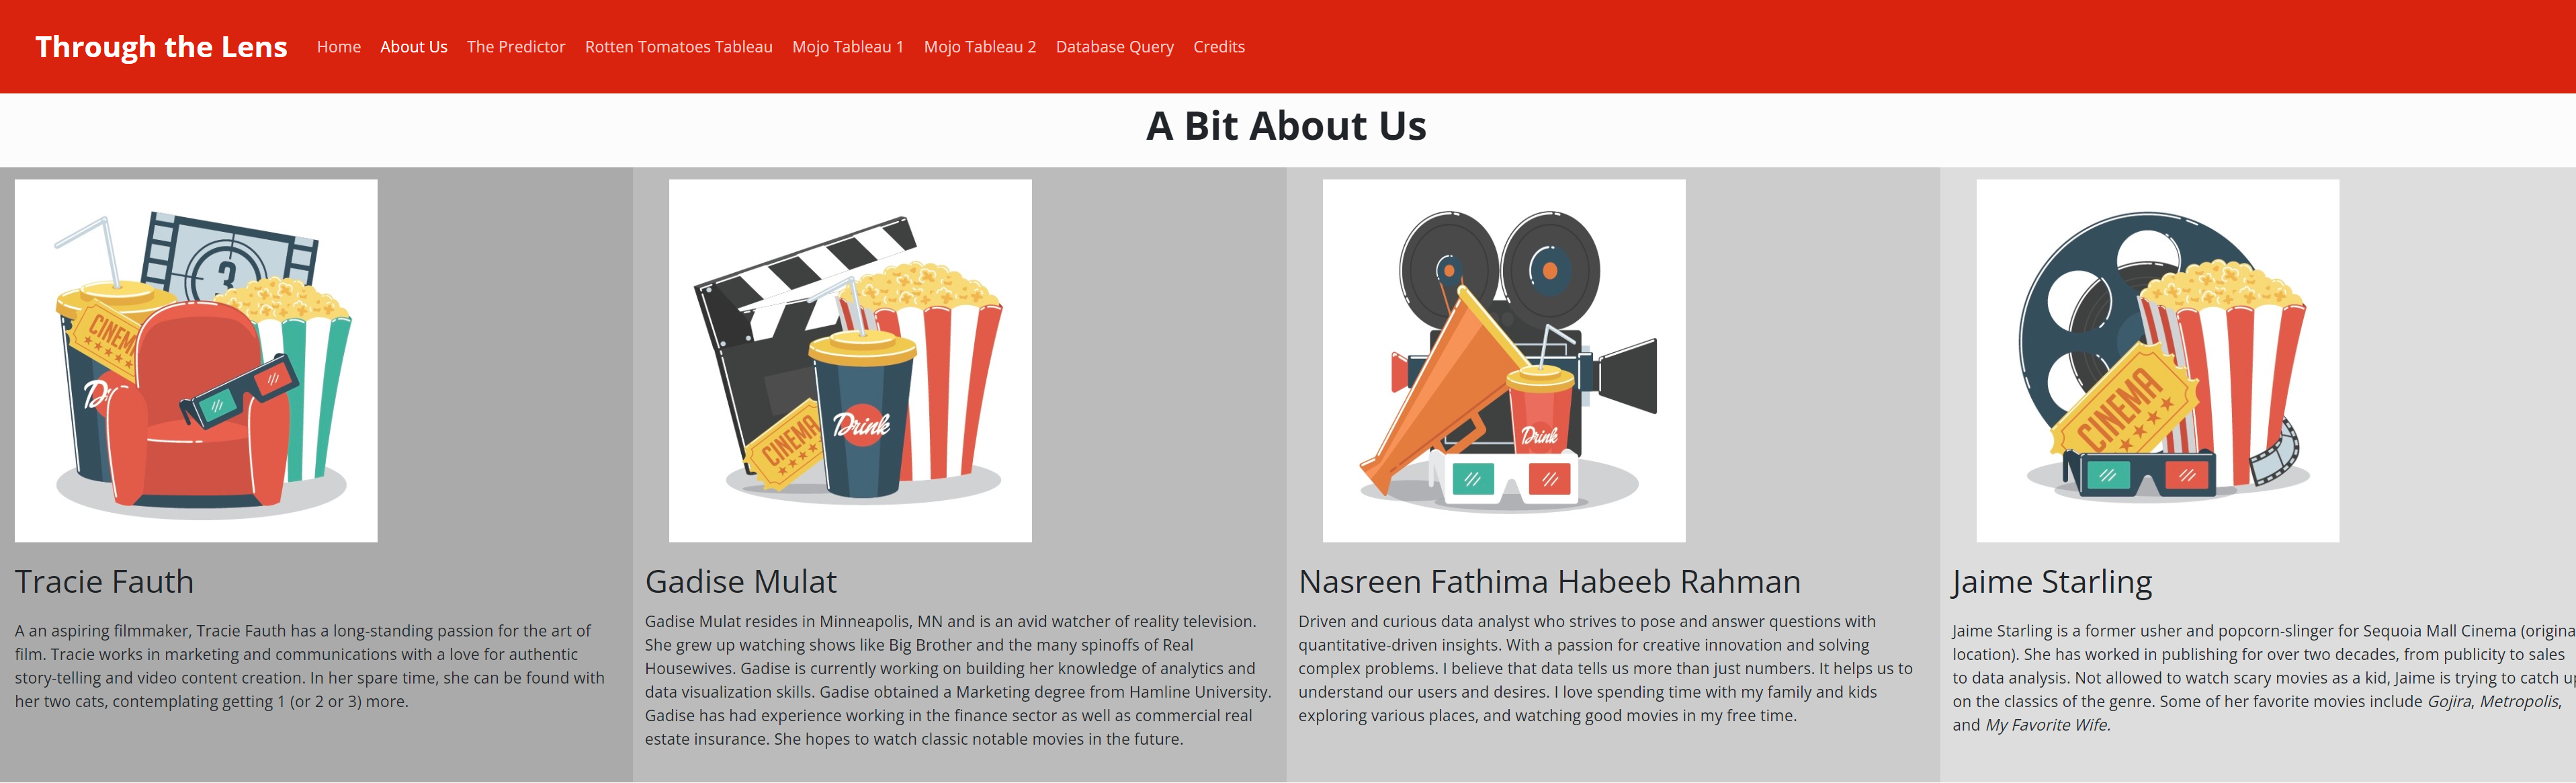 Through the Lens Home About Us The Predictor Rotten Tomatoes Tableau Mojo Tableau 1 Mojo Tableau 2 Database Query Credits
A Bit About Us
3
CINEM
Dr
Tracie Fauth
A an aspiring filmmaker, Tracie Fauth has a long-standing passion for the art of
film. Tracie works in marketing and communications with a love for authentic
story-telling and video content creation. In her spare time, she can be found with
her two cats, contemplating getting 1 (or 2 or 3) more.
CINEMA
Drink
Gadise Mulat
Gadise Mulat resides in Minneapolis, MN and is an avid watcher of reality television.
She grew up watching shows like Big Brother and the many spinoffs of Real
Housewives. Gadise is currently working on building her knowledge of analytics and
data visualization skills. Gadise obtained a Marketing degree from Hamline University.
Gadise has had experience working in the finance sector as well as commercial real
estate insurance. She hopes to watch classic notable movies in the future.
Drink
Nasreen Fathima Habeeb Rahman
Driven and curious data analyst who strives to pose and answer questions with
quantitative-driven insights. With a passion for creative innovation and solving
complex problems. I believe that data tells us more than just numbers. It helps us to
understand our users and desires. I love spending time with my family and kids
exploring various places, and watching good movies in my free time.
CINEMA
Jaime Starling
Jaime Starling is a former usher and popcorn-slinger for Sequoia Mall Cinema (origina
location). She has worked in publishing for over two decades, from publicity to sales
to data analysis. Not allowed to watch scary movies as a kid, Jaime is trying to catch up
on the classics of the genre. Some of her favorite movies include Gojira, Metropolis,
and My Favorite Wife.